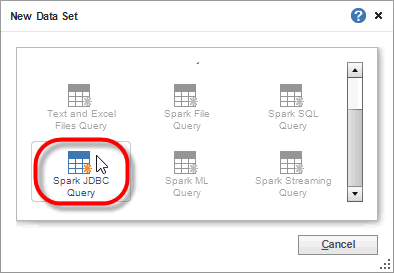 New Data Set
?
Text and Excel
Files Query
Spark File
Query
Spark SQL
Query
Spark JDBC
Query
Spark ML
Query
Spark Streaming
Query
Cancel